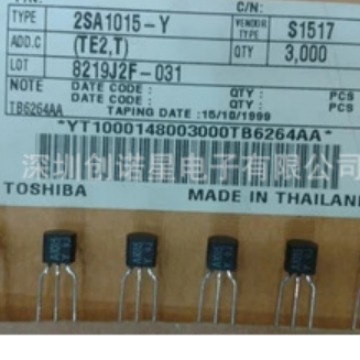 C/N:
TYPE 2SA1015-Y VENDOR TYPE S1517
ADD.C (TE2,T) QTY 3,000
LOT 8219J2F-031
NOTE DATE CODE : QTY : PCS
DATE CODE : QTY : PCS
TB6264AA TAPING DATE :15/10/1999
*YT1000148003000TB6264AA*
深圳创诺星电子有限公司
TOSHIBA MADE IN THAILAND